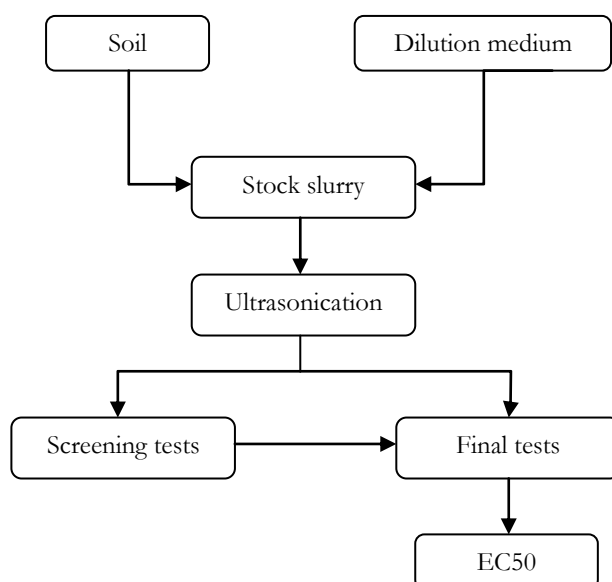 Soil
Dilution medium
Stock slurry
Ultrasonication
Screening tests
Final tests
EC50